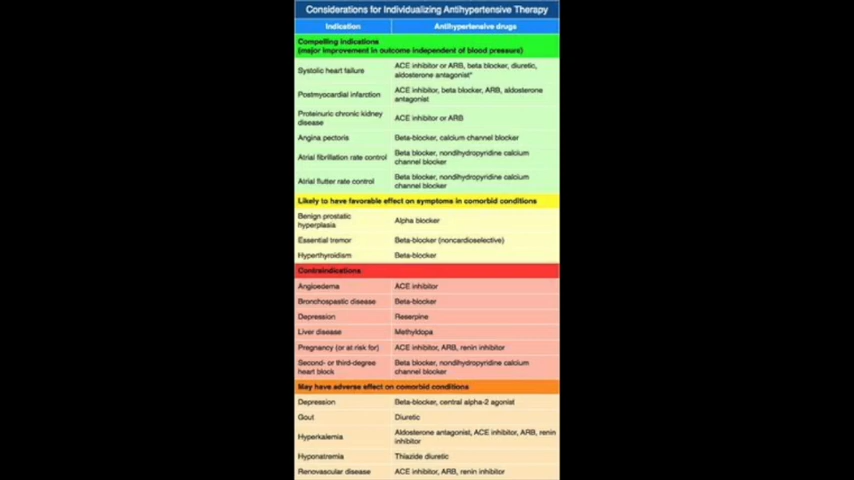 Considerations for Individualizing Antihypertensive Therapy
Indication Antihypertensive drugs
Compelling indications
(major improvement in outcome independent of blood pressure)
Systolic heart failure ACE inhibitor or ARB, beta blocker, diuretic,
aldosterone antagonist*
Postmyocardial infarction ACE inhibitor, beta blocker, ARB, aldosterone
antagonist
Proteinuric chronic kidney
disease ACE inhibitor or ARB
Angina pectoris Beta-blocker, calcium channel blocker
Atrial fibrillation rate control Beta blocker, nondihydropyridine calcium
channel blocker
Atrial flutter rate control Beta blocker, nondihydropyridine calcium
channel blocker
Likely to have favorable effect on symptoms in comorbid conditions
Benign prostatic
hyperplasia Alpha blocker
Essential tremor Beta-blocker (noncardioselective)
Hyperthyroidism Beta-blocker
Contraindications
Angioedema ACE inhibitor
Bronchospastic disease Beta-blocker
Depression Reserpine
Liver disease Methyldopa
Pregnancy (or at risk for) ACE inhibitor, ARB, renin inhibitor
Second- or third-degree
heart block Beta blocker, nondihydropyridine calcium
channel blocker
May have adverse effect on comorbid conditions
Depression Beta-blocker, central alpha-2 agonist
Gout Diuretic
Hyperkalemia Aldosterone antagonist, ACE inhibitor, ARB, renin
inhibitor
Hyponatremia Thiazide diuretic
Renovascular disease ACE inhibitor, ARB, renin inhibitor